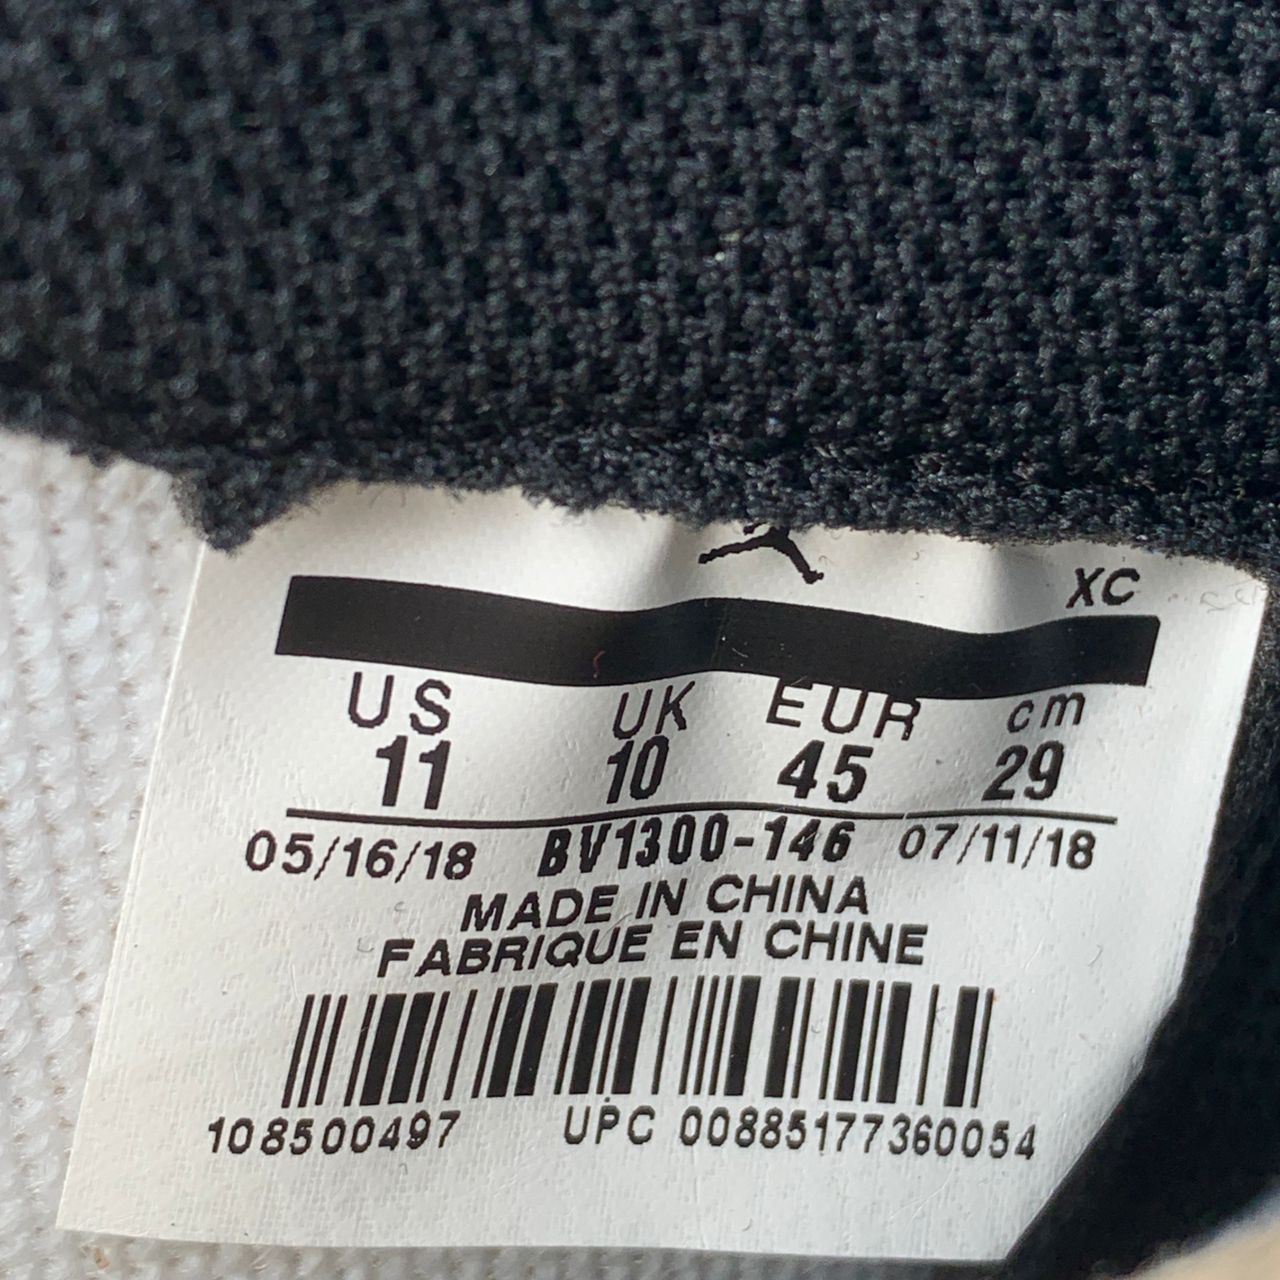 XC
US UK EUR cm
11 10 45 29
05/16/18 BV1300-146 07/11/18
MADE IN CHINA
FABRIQUE EN CHINE
108500497 UPC 00885177360054